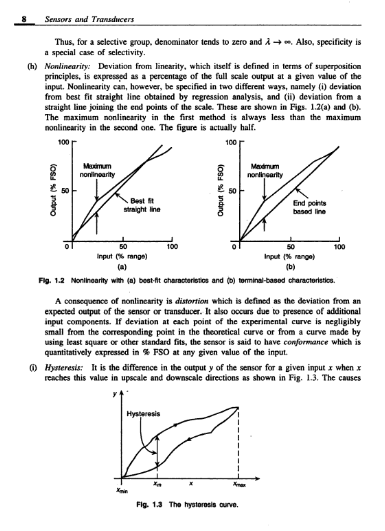 8 Sensors and Transducers
Thus, for a selective group, denominator tends to zero and λ → ∞. Also, specificity is
a special case of selectivity.
(h) Nonlinearity: Deviation from linearity, which itself is defined in terms of superposition
principles, is expressed as a percentage of the full scale output at a given value of the
input. Nonlinearity can, however, be specified in two different ways, namely (i) deviation
from best fit straight line obtained by regression analysis, and (ii) deviation from a
straight line joining the end points of the scale. These are shown in Figs. 1.2(a) and (b).
The maximum nonlinearity in the first method is always less than the maximum
nonlinearity in the second one. The figure is actually half.
100
Maximum
nonlinearity
Output (% FSO)
50
Best fit
straight line
0 50 100
Input (% range)
(a)
100
Maximum
nonlinearity
Output (% FSO)
50
End points
based line
0 50 100
Input (% range)
(b)
Fig. 1.2 Nonlinearity with (a) best-fit characteristics and (b) terminal-based characteristics.
A consequence of nonlinearity is distortion which is defined as the deviation from an
expected output of the sensor or transducer. It also occurs due to presence of additional
input components. If deviation at each point of the experimental curve is negligibly
small from the corresponding point in the theoretical curve or from a curve made by
using least square or other standard fits, the sensor is said to have conformance which is
quantitatively expressed in % FSO at any given value of the input.
(i) Hysteresis: It is the difference in the output y of the sensor for a given input x when x
reaches this value in upscale and downscale directions as shown in Fig. 1.3. The causes
y
Hysteresis
xmin xm x xmax
Fig. 1.3 The hysteresis curve.